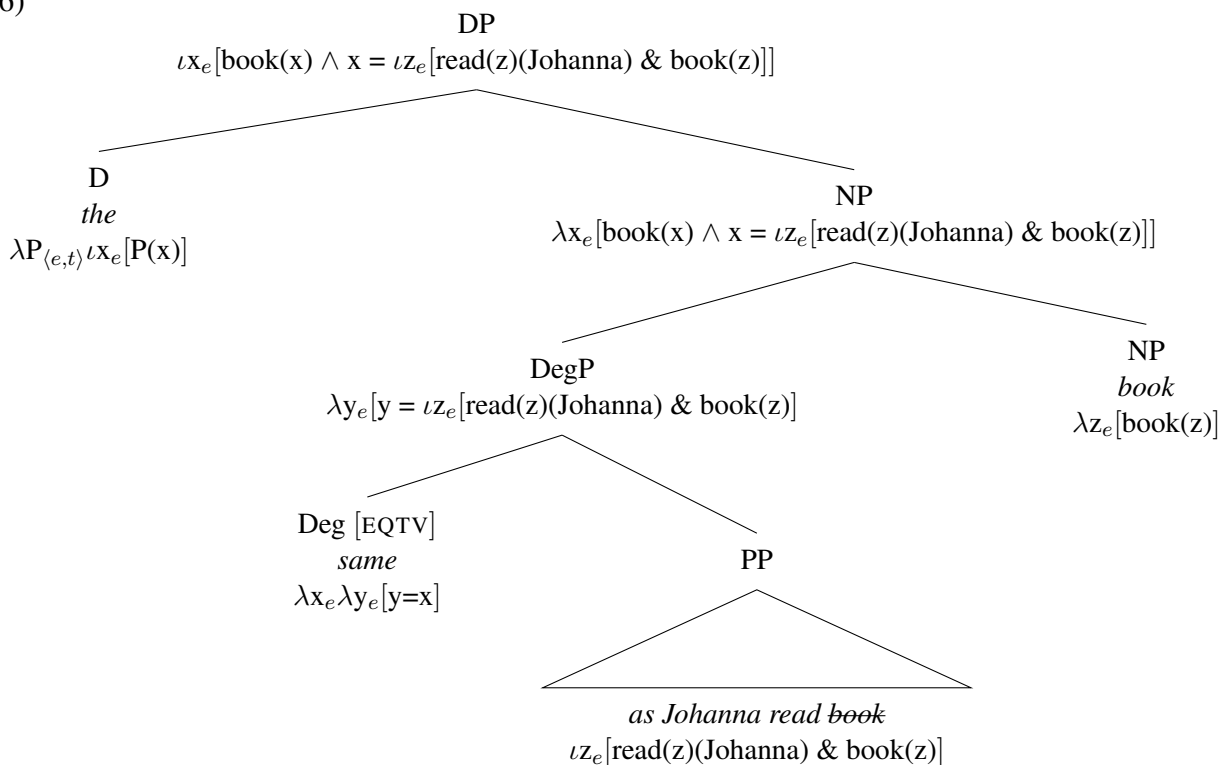 6)
DP
ιx_e[book(x) ∧ x = ιz_e[read(z)(Johanna) & book(z)]]
D
the
λP_⟨e,t⟩ιx_e[P(x)]
NP
λx_e[book(x) ∧ x = ιz_e[read(z)(Johanna) & book(z)]]
DegP
λy_e[y = ιz_e[read(z)(Johanna) & book(z)]
NP
book
λz_e[book(z)]
Deg [EQTV]
same
λx_eλy_e[y=x]
PP
as Johanna read ~~book~~
ιz_e[read(z)(Johanna) & book(z)]